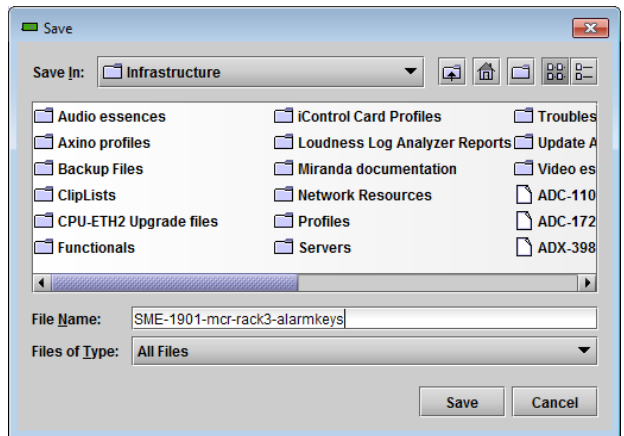 Save
Save In: Infrastructure
Audio essences iControl Card Profiles Troubles
Axino profiles Loudness Log Analyzer Reports Update A
Backup Files Miranda documentation Video es
ClipLists Network Resources ADC-110
CPU-ETH2 Upgrade files Profiles ADC-172
Functionals Servers ADX-398
File Name: SME-1901-mcr-rack3-alarmkeys
Files of Type: All Files
Save Cancel